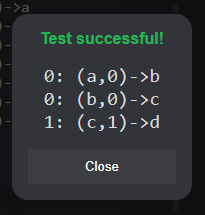 )->a
Test successful!
0: (a,0)->b
0: (b,0)->c
1: (c,1)->d
Close